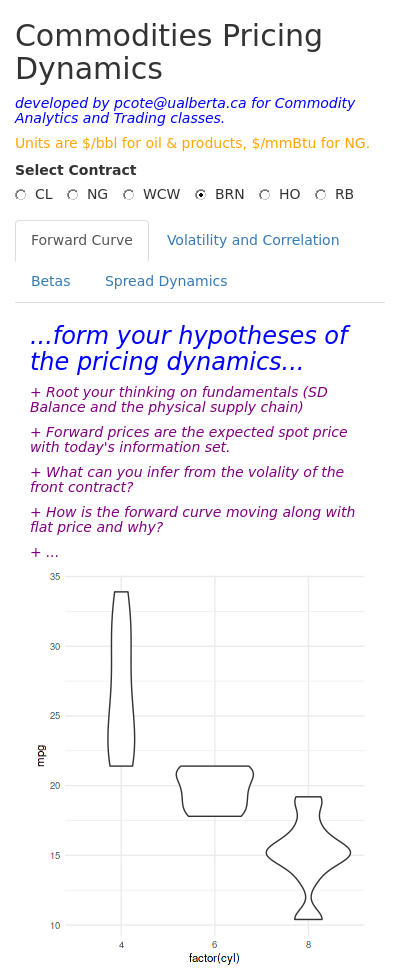 Commodities Pricing
Dynamics
developed by pcote@ualberta.ca for Commodity
Analytics and Trading classes.
Units are $/bbl for oil & products, $/mmBtu for NG.
Select Contract
CL NG WCW BRN HO RB
Forward Curve Volatility and Correlation
Betas Spread Dynamics
...form your hypotheses of
the pricing dynamics...
+ Root your thinking on fundamentals (SD
Balance and the physical supply chain)
+ Forward prices are the expected spot price
with today's information set.
+ What can you infer from the volality of the
front contract?
+ How is the forward curve moving along with
flat price and why?
+ ...
35
30
25
mpg
20
15
10
4 6 8
factor(cyl)